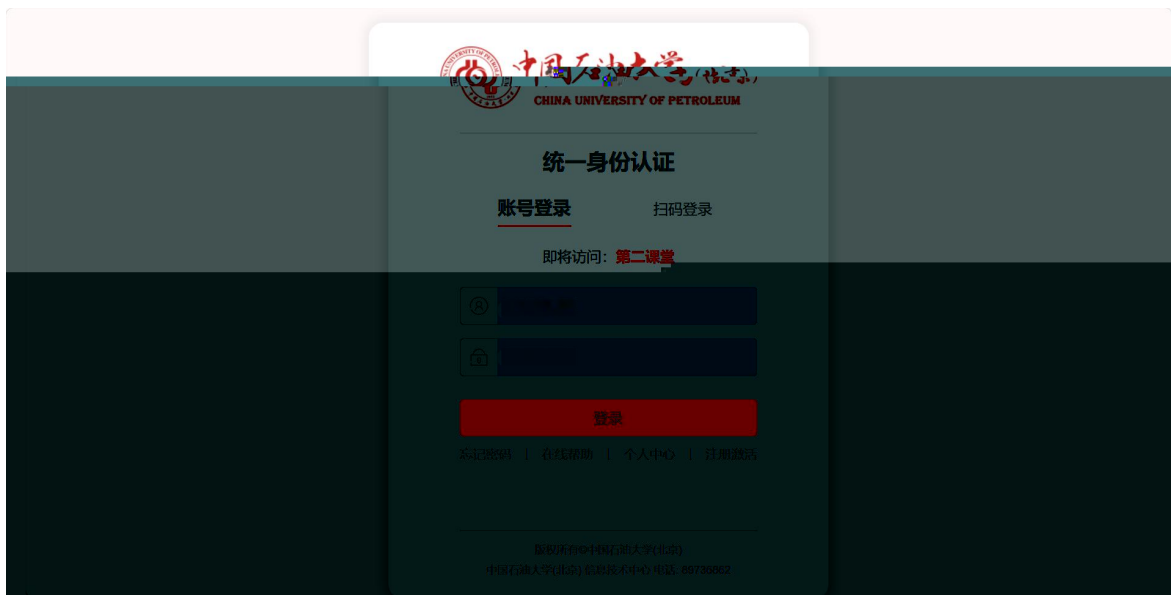 中国石油大学(北京)
CHINA UNIVERSITY OF PETROLEUM
统一身份认证
账号登录 扫码登录
即将访问：第二课堂
登录
忘记密码 | 在线帮助 | 个人中心 | 注册激活
版权所有©中国石油大学(北京)
中国石油大学(北京) 信息技术中心 电话: